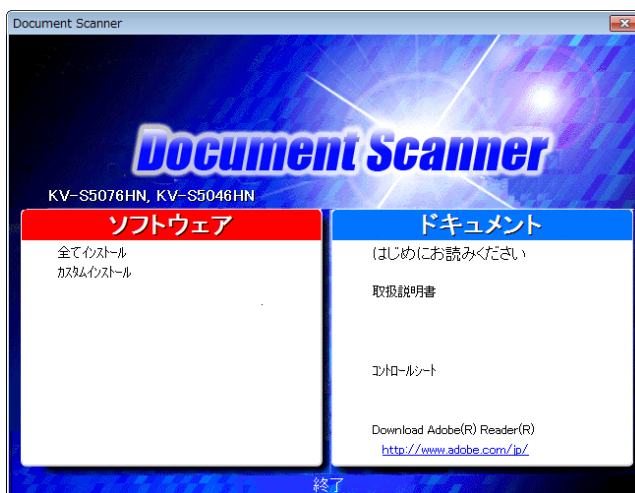 Document Scanner
Document Scanner
KV-S5076HN, KV-S5046HN
ソフトウェア
全てインストール
カスタムインストール
ドキュメント
はじめにお読みください
取扱説明書
コントロールシート
Download Adobe(R) Reader(R)
http://www.adobe.com/jp/
終了